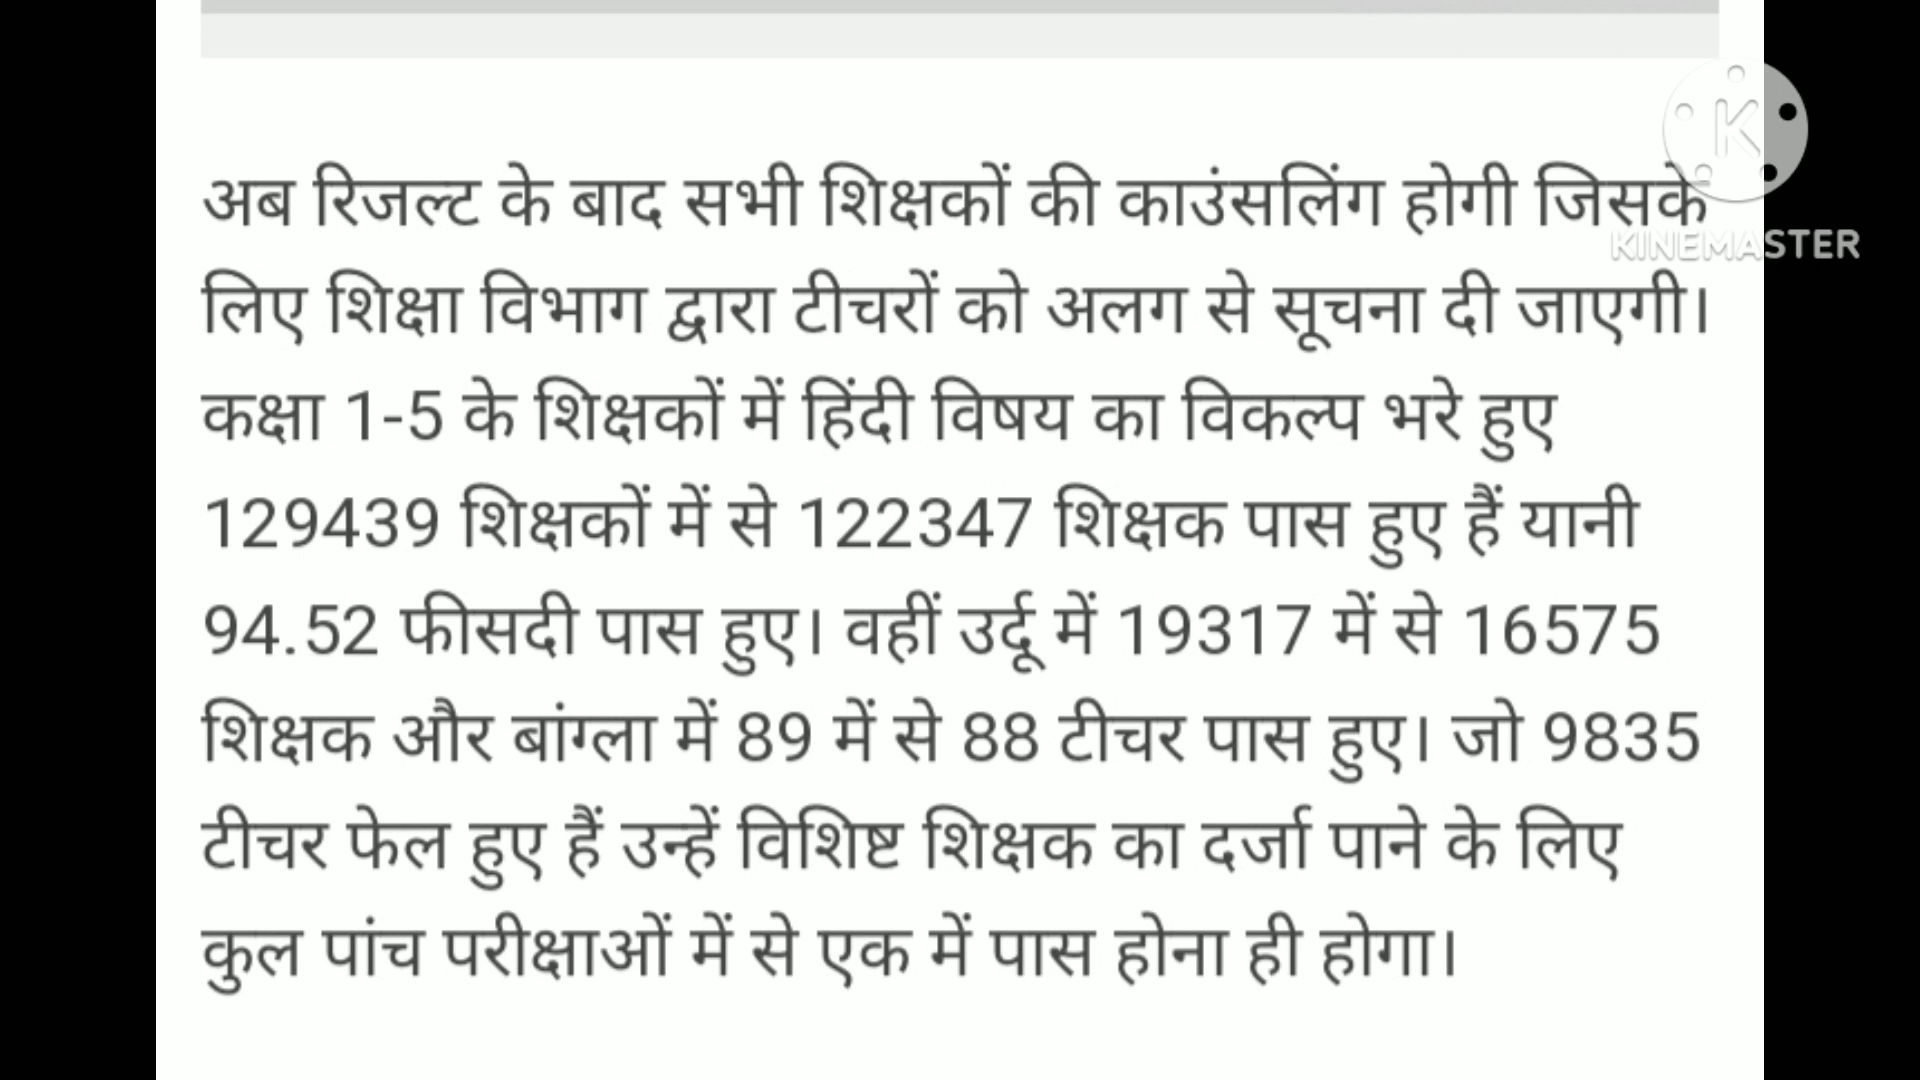 अब रिजल्ट के बाद सभी शिक्षकों की काउंसलिंग होगी जिसके
KINEMASTER
लिए शिक्षा विभाग द्वारा टीचरों को अलग से सूचना दी जाएगी।
कक्षा 1-5 के शिक्षकों में हिंदी विषय का विकल्प भरे हुए
129439 शिक्षकों में से 122347 शिक्षक पास हुए हैं यानी
94.52 फीसदी पास हुए। वहीं उर्दू में 19317 में से 16575
शिक्षक और बांग्ला में 89 में से 88 टीचर पास हुए। जो 9835
टीचर फेल हुए हैं उन्हें विशिष्ट शिक्षक का दर्जा पाने के लिए
कुल पांच परीक्षाओं में से एक में पास होना ही होगा।